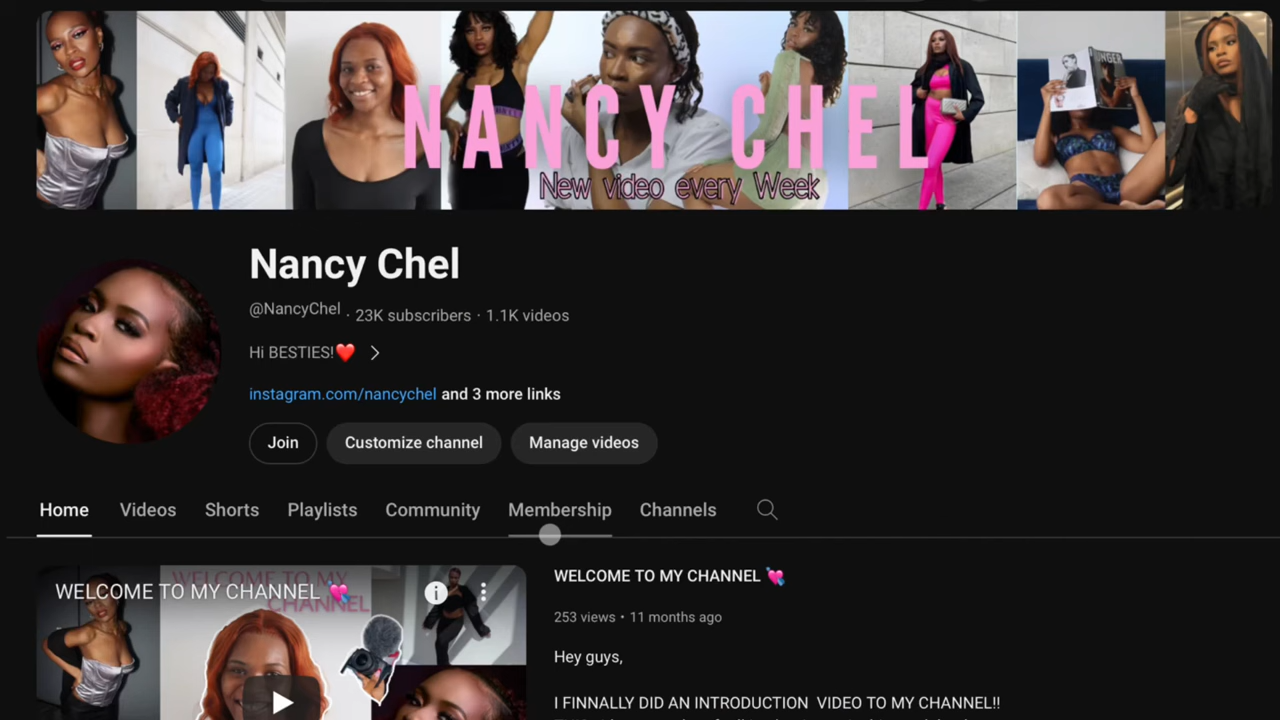 NANCY CHEL
New video every Week
Nancy Chel
@NancyChel · 23K subscribers · 1.1K videos
Hi BESTIES!❤️ >
instagram.com/nancychel and 3 more links
Join Customize channel Manage videos
Home Videos Shorts Playlists Community Membership Channels
WELCOME TO MY CHANNEL 💘
WELCOME TO MY
CHANNEL
WELCOME TO MY CHANNEL 💘
253 views • 11 months ago
Hey guys,
I FINNALLY DID AN INTRODUCTION VIDEO TO MY CHANNEL!!